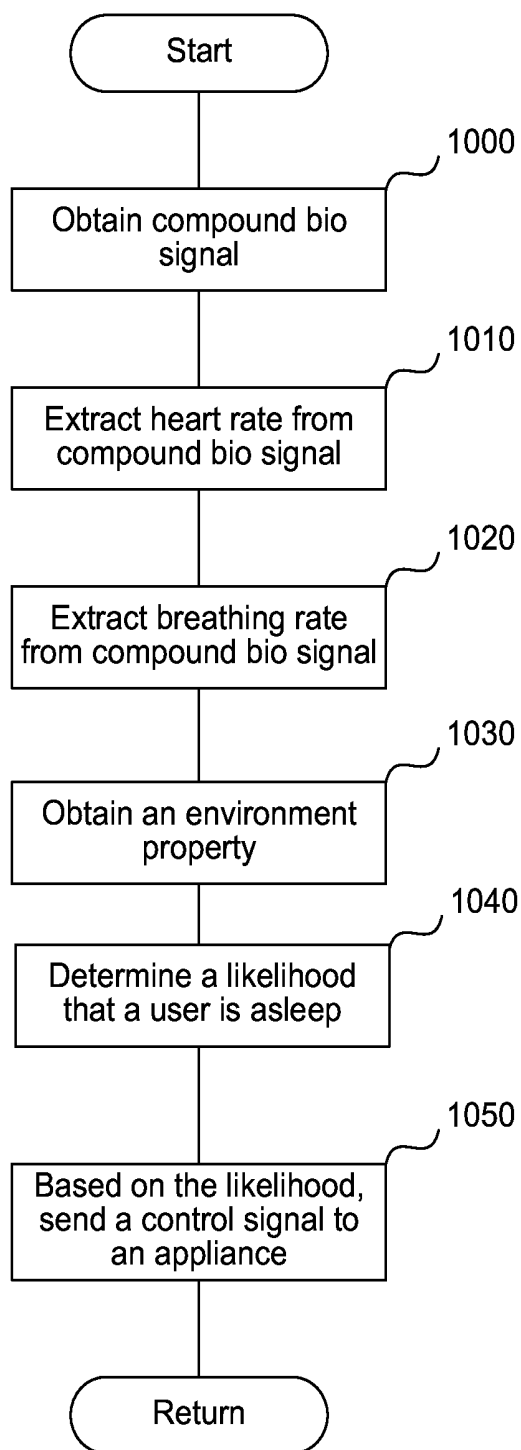 Start
1000
Obtain compound bio
signal
1010
Extract heart rate from
compound bio signal
1020
Extract breathing rate
from compound bio signal
1030
Obtain an environment
property
1040
Determine a likelihood
that a user is asleep
1050
Based on the likelihood,
send a control signal to
an appliance
Return